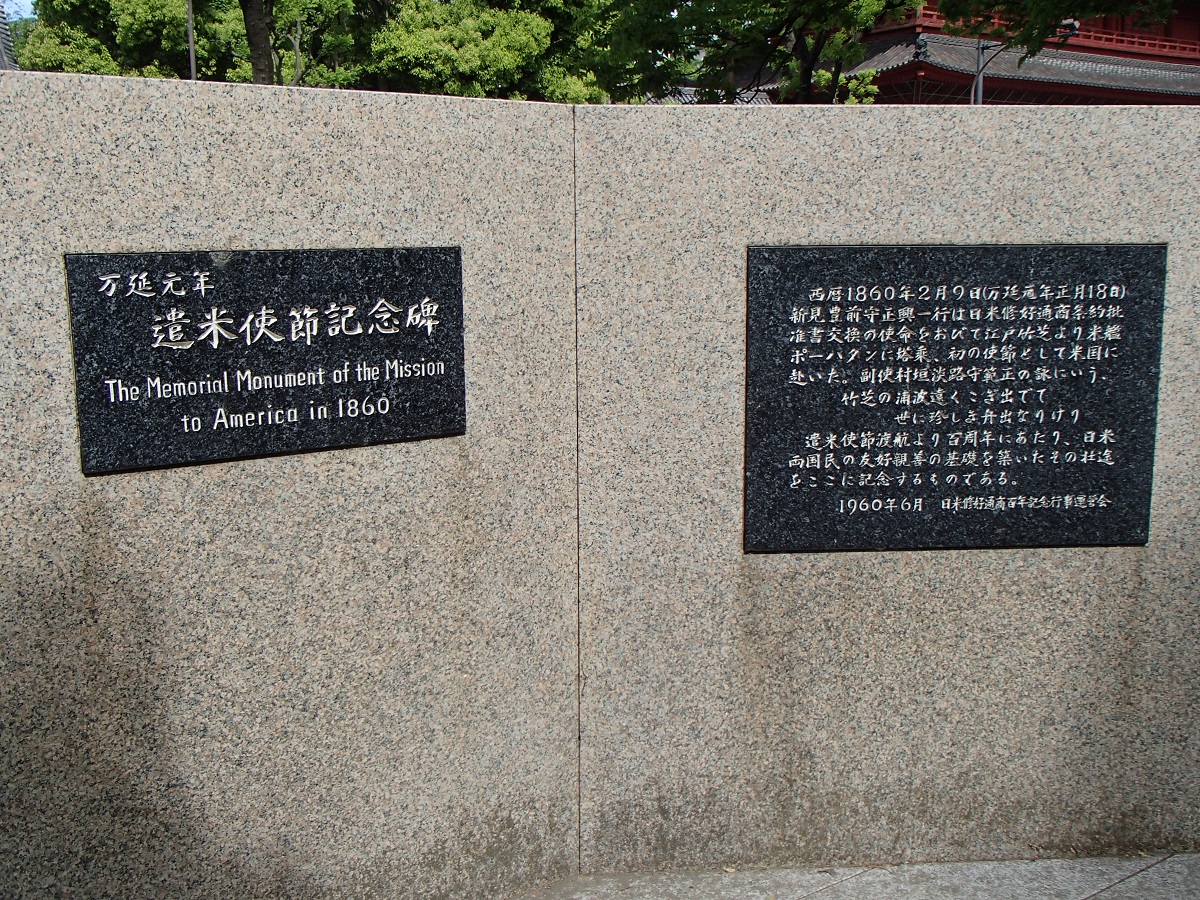 万延元年
遣米使節記念碑
The Memorial Monument of the Mission
to America in 1860
西暦1860年2月9日(万延元年正月18日)
新見豊前守正興一行は日米修好通商条約批
准書交換の使命をおびて江戸竹芝より米艦
ポーハタンに塔乗、初の使節として米国に
赴いた。副使村垣淡路守範正の詠にいう、
竹芝の浦波遠くこぎ出でて
世に珍しき舟出なりけり
遣米使節渡航より百周年にあたり、日米
両国民の友好親善の基礎を築いたその壮途
をここに記念するものである。
1960年6月 日米修好通商百年記念行事運営会